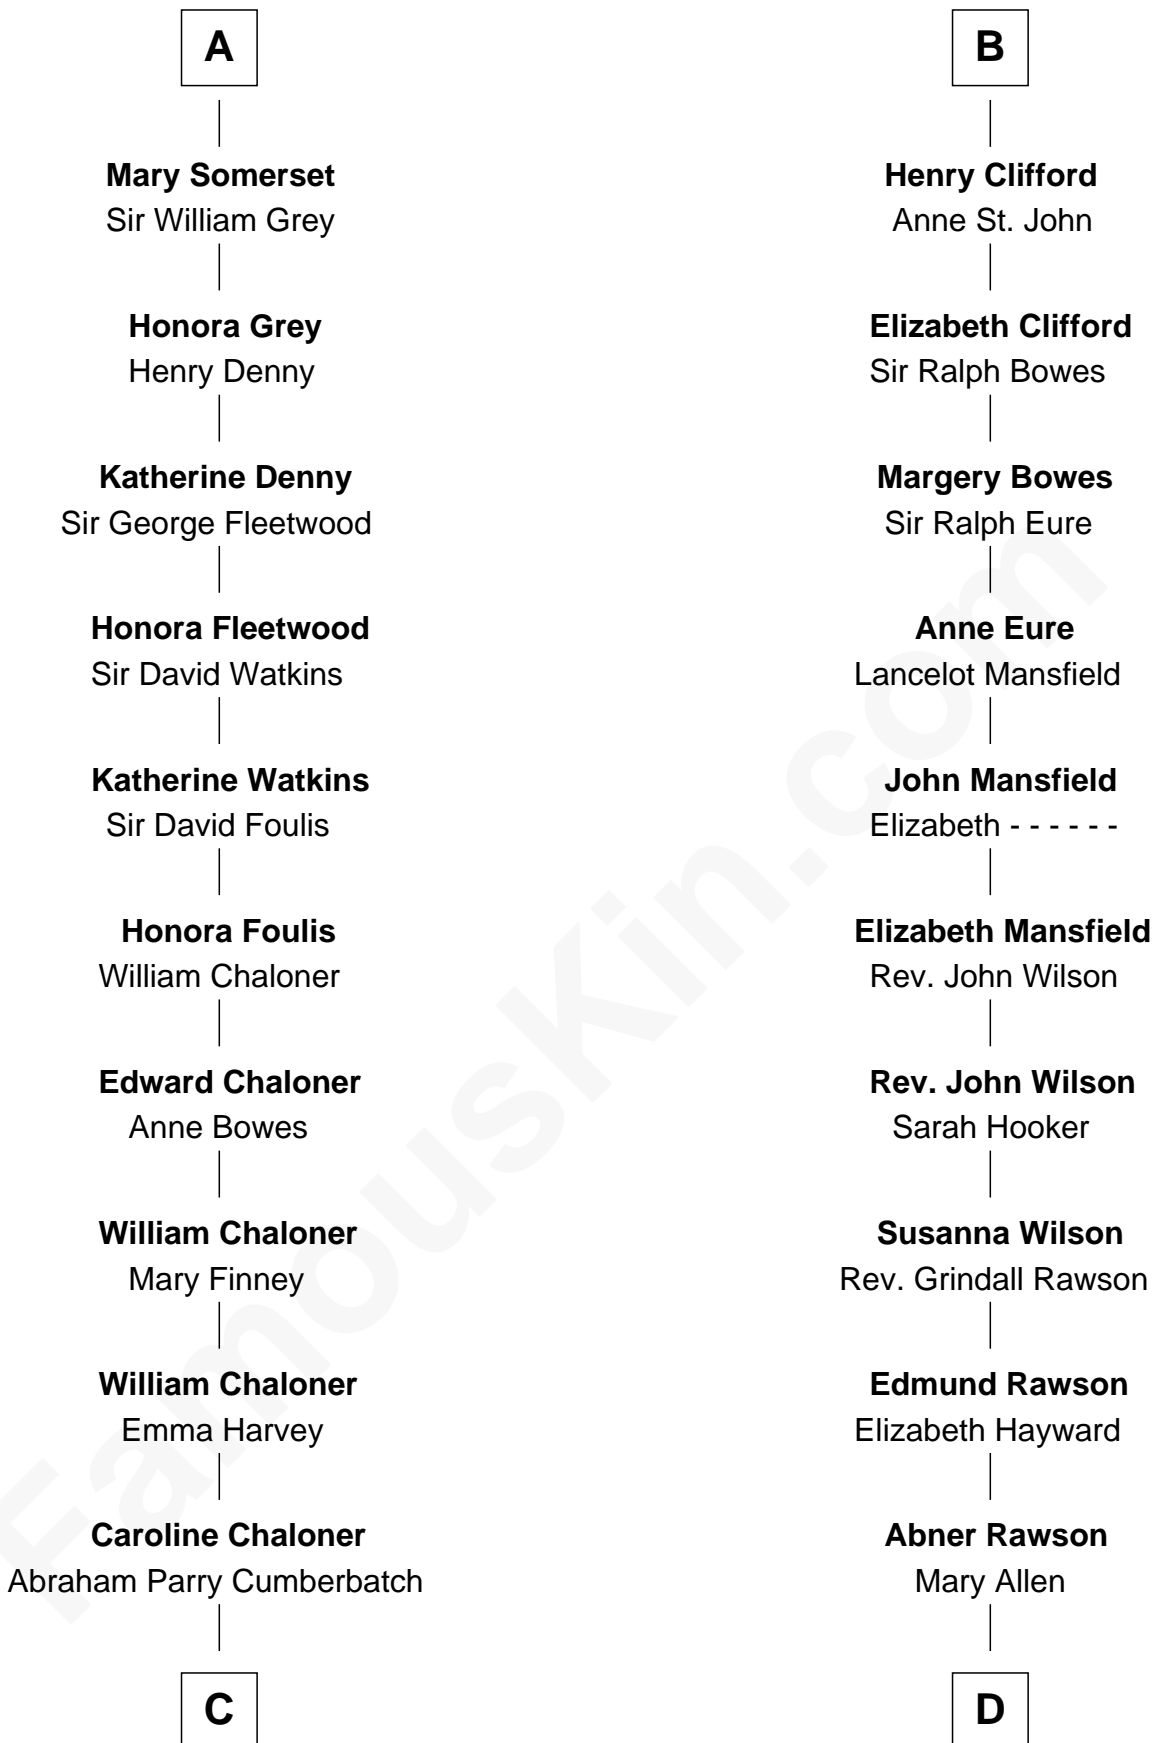 A
Mary Somerset
Sir William Grey
Honora Grey
Henry Denny
Katherine Denny
Sir George Fleetwood
Honora Fleetwood
Sir David Watkins
Katherine Watkins
Sir David Foulis
Honora Foulis
William Chaloner
Edward Chaloner
Anne Bowes
William Chaloner
Mary Finney
William Chaloner
Emma Harvey
Caroline Chaloner
Abraham Parry Cumberbatch
C
B
Henry Clifford
Anne St. John
Elizabeth Clifford
Sir Ralph Bowes
Margery Bowes
Sir Ralph Eure
Anne Eure
Lancelot Mansfield
John Mansfield
Elizabeth - - - - - -
Elizabeth Mansfield
Rev. John Wilson
Rev. John Wilson
Sarah Hooker
Susanna Wilson
Rev. Grindall Rawson
Edmund Rawson
Elizabeth Hayward
Abner Rawson
Mary Allen
D
FamousKin.com